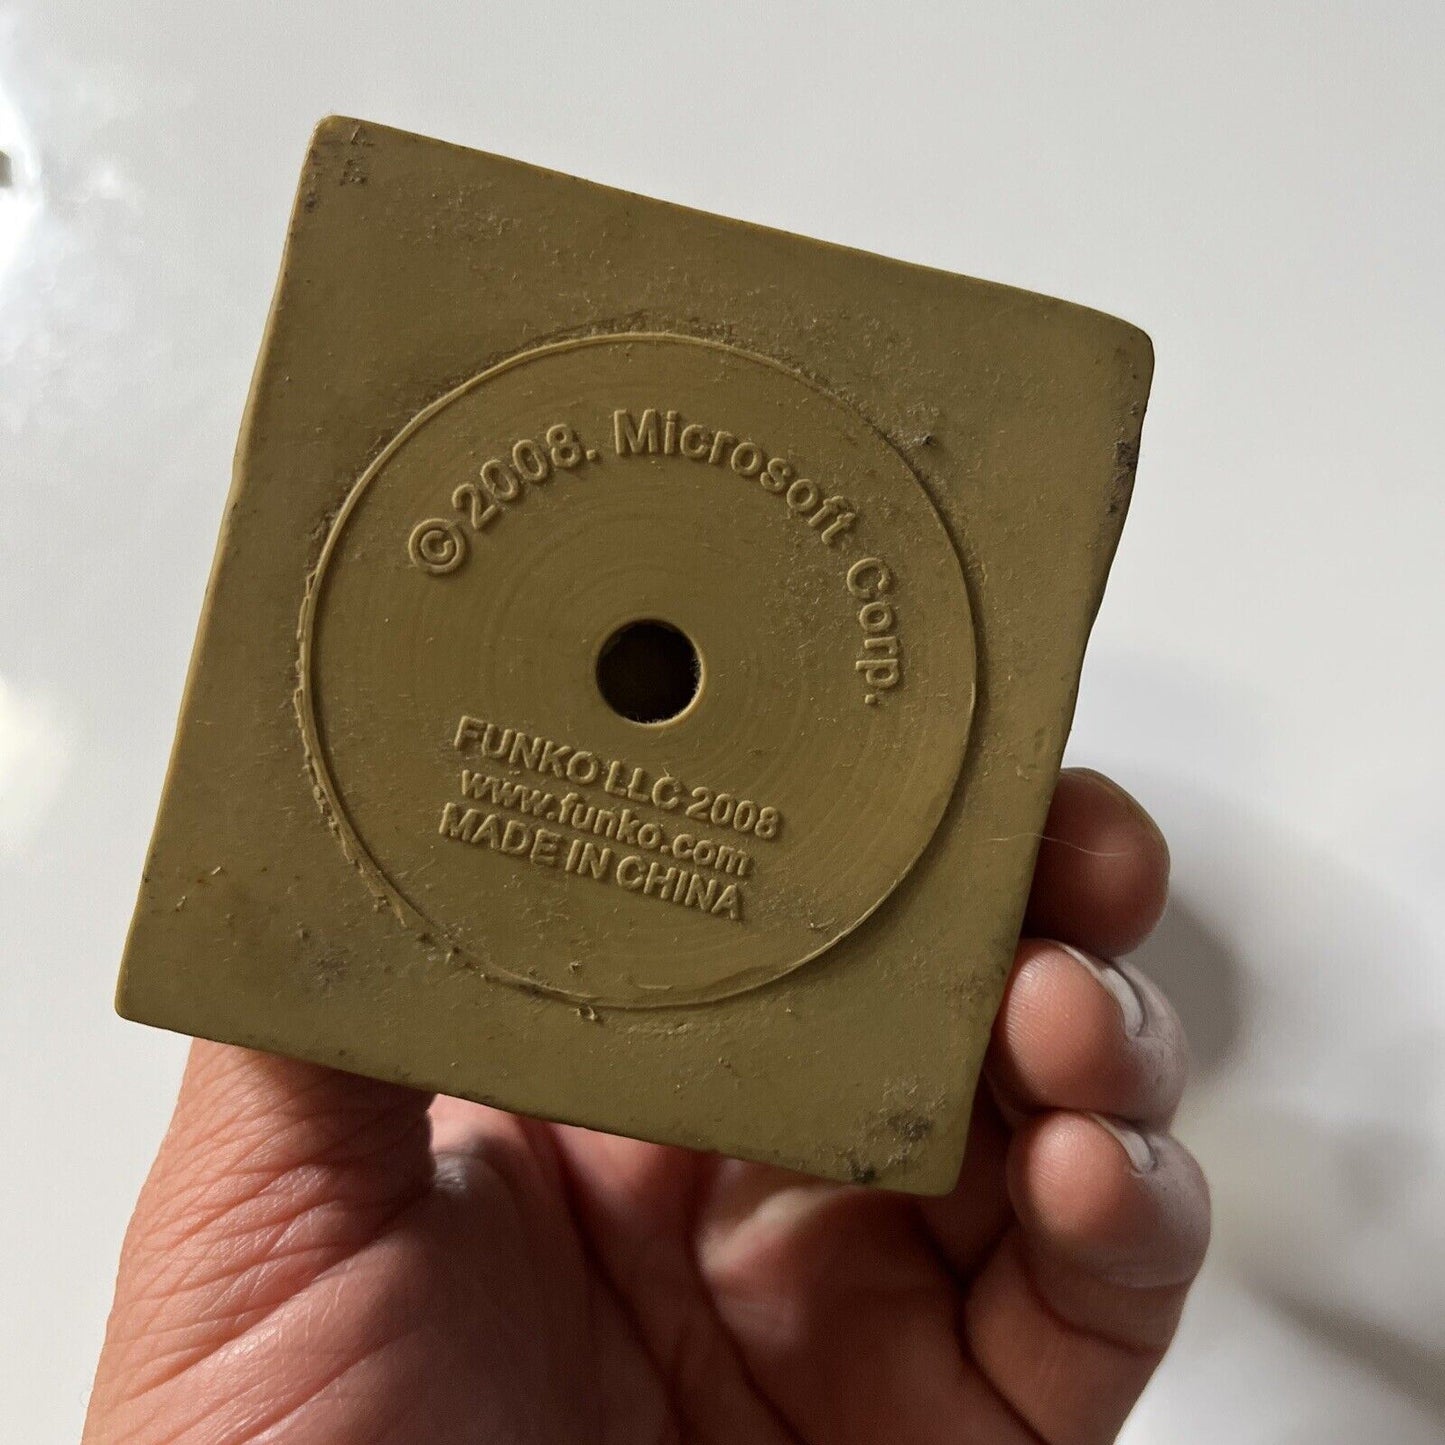 © 2008. Microsoft Corp.
FUNKO LLC 2008
www.funko.com
MADE IN CHINA